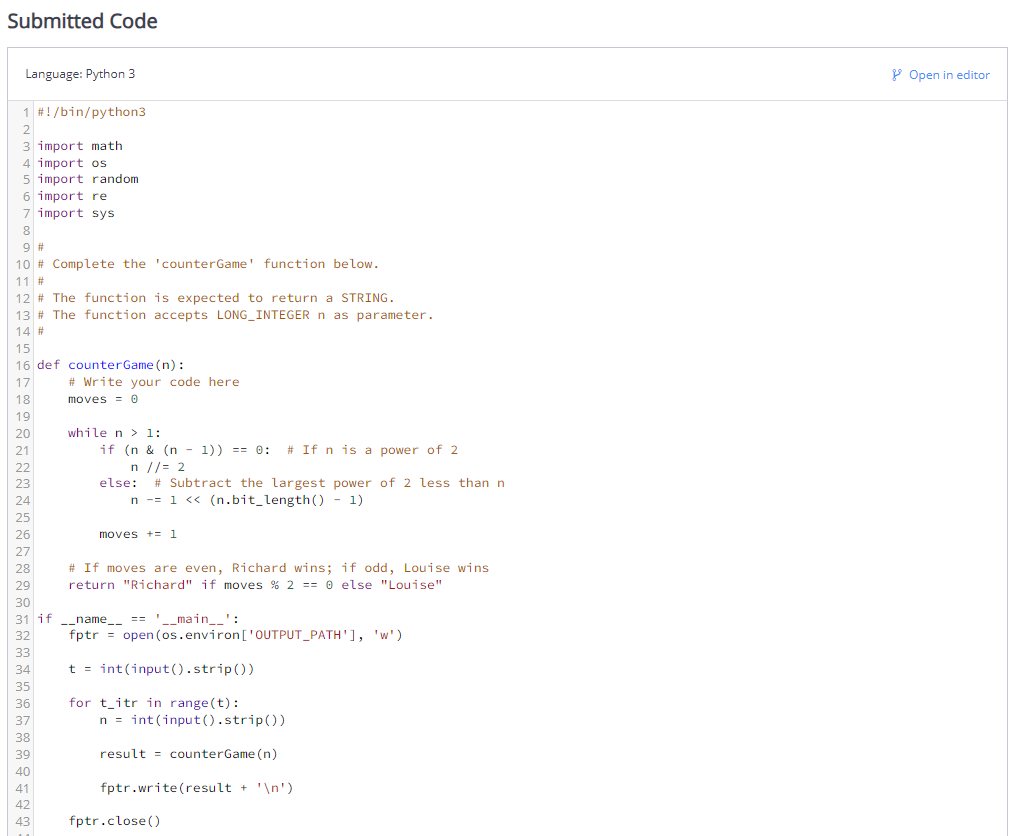 Submitted Code
Language: Python 3
Open in editor
1 #!/bin/python3
2
3 import math
4 import os
5 import random
6 import re
7 import sys
8
9 #
10 # Complete the 'counterGame' function below.
11 #
12 # The function is expected to return a STRING.
13 # The function accepts LONG_INTEGER n as parameter.
14 #
15
16 def counterGame(n):
17     # Write your code here
18     moves = 0
19
20     while n > 1:
21         if (n & (n - 1)) == 0:  # If n is a power of 2
22             n //= 2
23         else:  # Subtract the largest power of 2 less than n
24             n -= 1 << (n.bit_length() - 1)
25
26         moves += 1
27
28     # If moves are even, Richard wins; if odd, Louise wins
29     return "Richard" if moves % 2 == 0 else "Louise"
30
31 if __name__ == '__main__':
32     fptr = open(os.environ['OUTPUT_PATH'], 'w')
33
34     t = int(input().strip())
35
36     for t_itr in range(t):
37         n = int(input().strip())
38
39         result = counterGame(n)
40
41         fptr.write(result + '\n')
42
43     fptr.close()